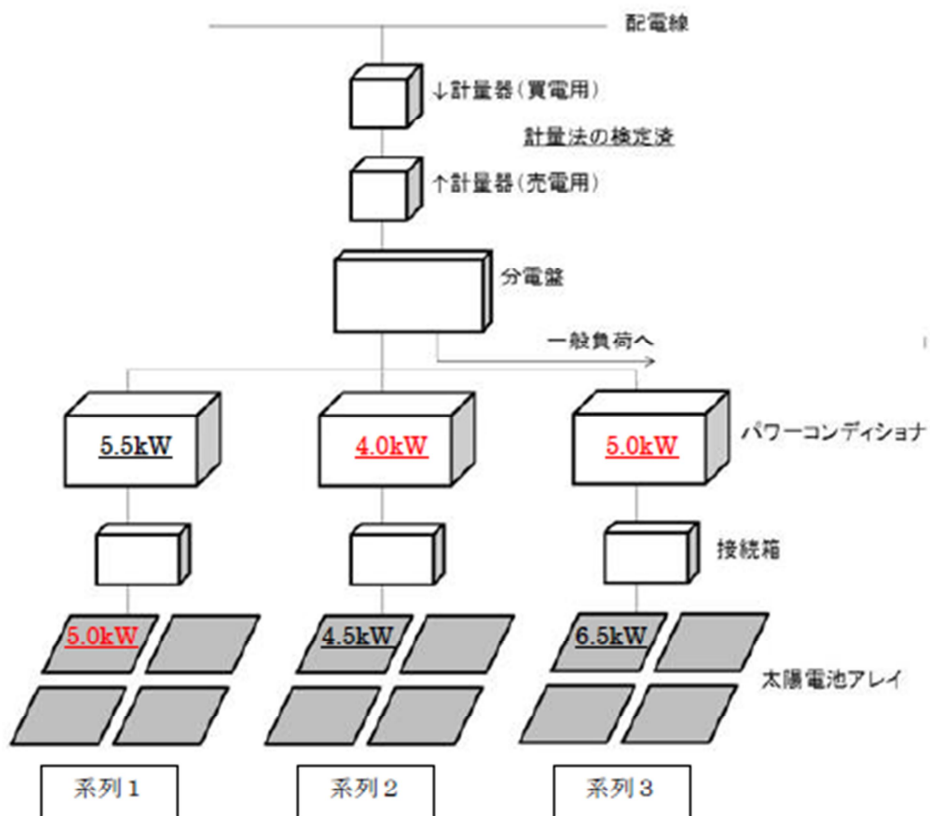 配電線
↓計量器(買電用)
計量法の検定済
↑計量器(売電用)
分電盤
一般負荷へ
5.5kW 4.0kW 5.0kW パワーコンディショナ
接続箱
5.0kW 4.5kW 6.5kW
太陽電池アレイ
系列1 系列2 系列3